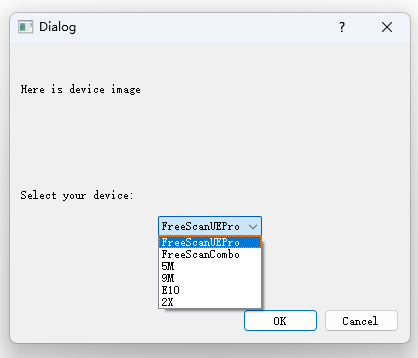 Dialog
?
Here is device image
Select your device:
FreeScanUEPro
FreeScanUEPro
FreeScanCombo
5M
9M
E10
2X
OK
Cancel